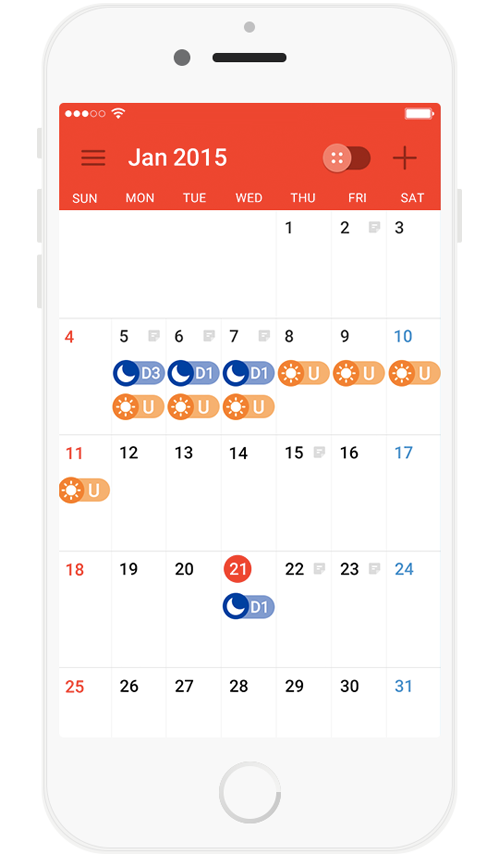 Jan 2015
SUN MON TUE WED THU FRI SAT
1 2 3
4 5 6 7 8 9 10
D3 D1 D1 U U U
U U U
11 12 13 14 15 16 17
U
18 19 20 21 22 23 24
D1
25 26 27 28 29 30 31